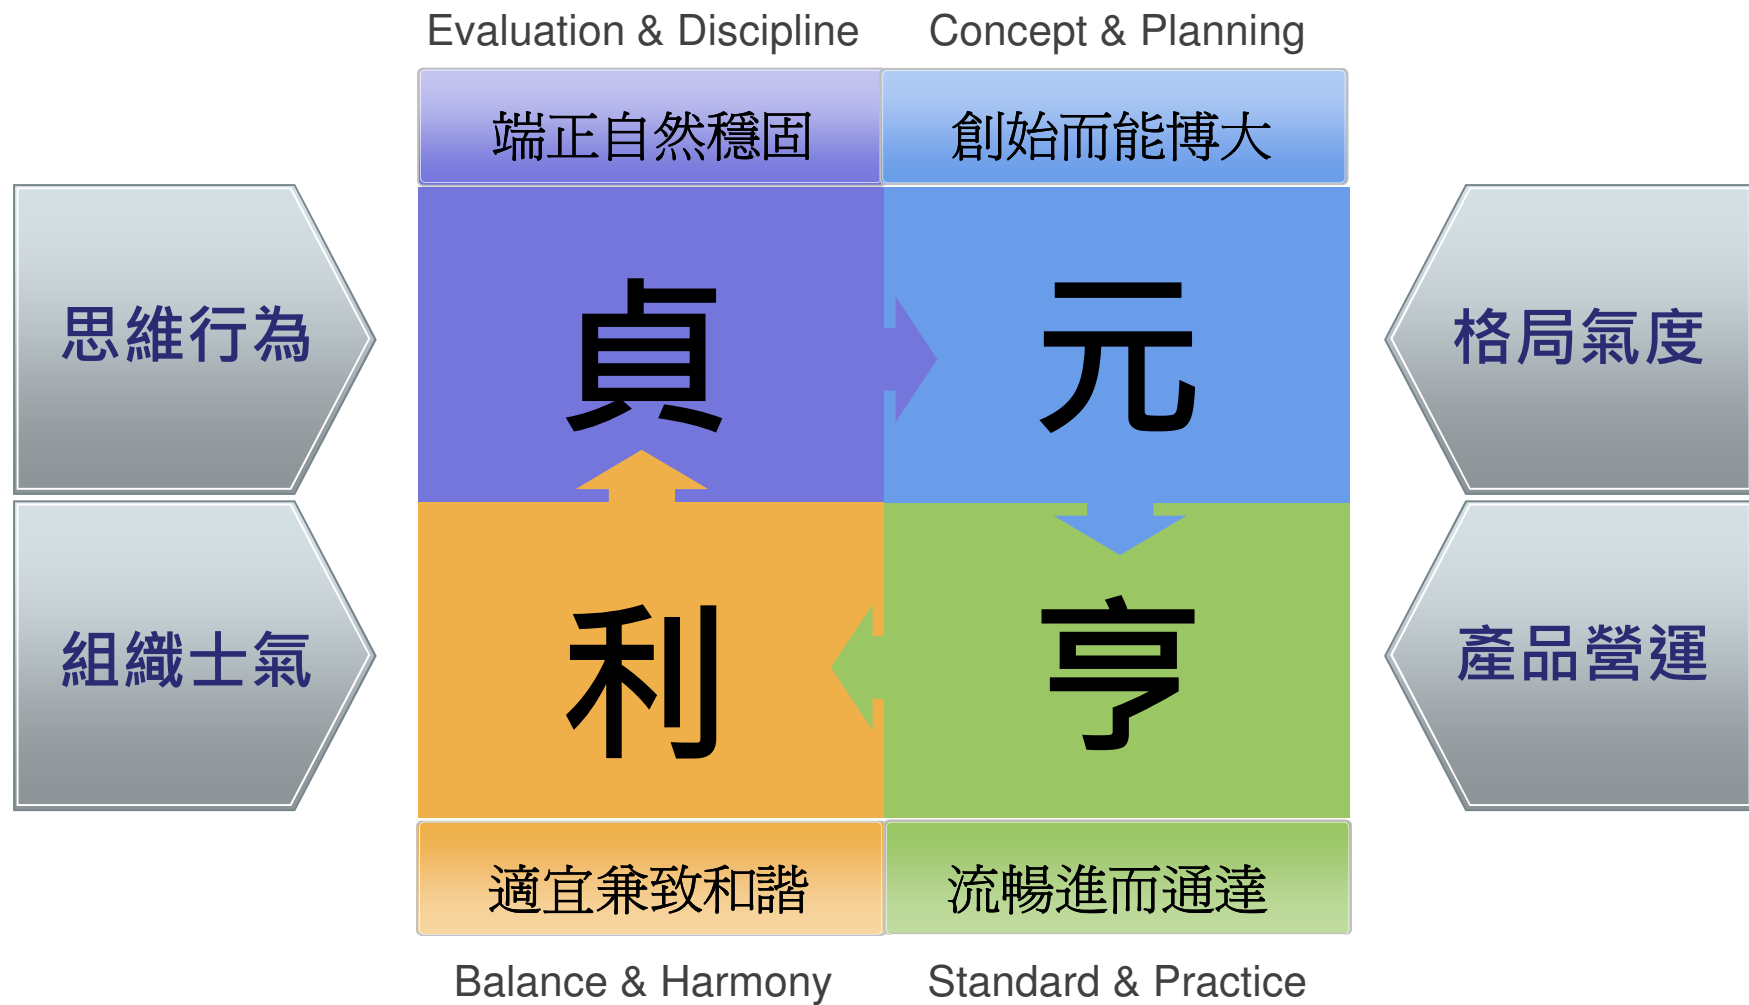 Evaluation & Discipline
Concept & Planning
端正自然穩固
創始而能博大
思維行為
貞
元
格局氣度
組織士氣
利
亨
產品營運
適宜兼致和諧
流暢進而通達
Balance & Harmony
Standard & Practice